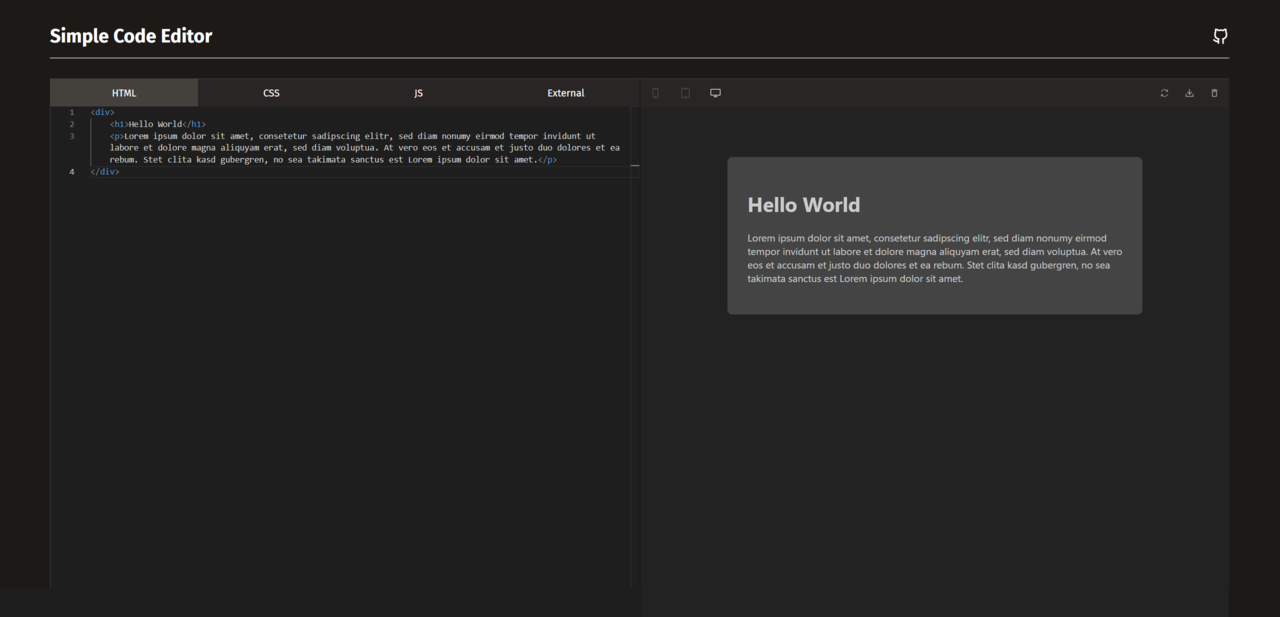 Simple Code Editor
HTML CSS JS External
1 <div>
2 <h1>Hello World</h1>
3 <p>Lorem ipsum dolor sit amet, consetetur sadipscing elitr, sed diam nonumy eirmod tempor invidunt ut
labore et dolore magna aliquyam erat, sed diam voluptua. At vero eos et accusam et justo duo dolores et ea
rebum. Stet clita kasd gubergren, no sea takimata sanctus est Lorem ipsum dolor sit amet.</p>
4 </div>
Hello World
Lorem ipsum dolor sit amet, consetetur sadipscing elitr, sed diam nonumy eirmod
tempor invidunt ut labore et dolore magna aliquyam erat, sed diam voluptua. At vero
eos et accusam et justo duo dolores et ea rebum. Stet clita kasd gubergren, no sea
takimata sanctus est Lorem ipsum dolor sit amet.